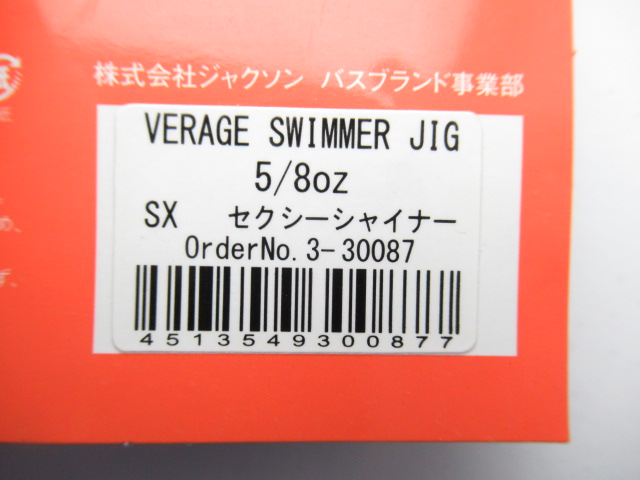 株式会社ジャクソン バスブランド事業部
VERAGE SWIMMER JIG
5/8oz
SX セクシーシャイナー
OrderNo.3-30087
4513549300877